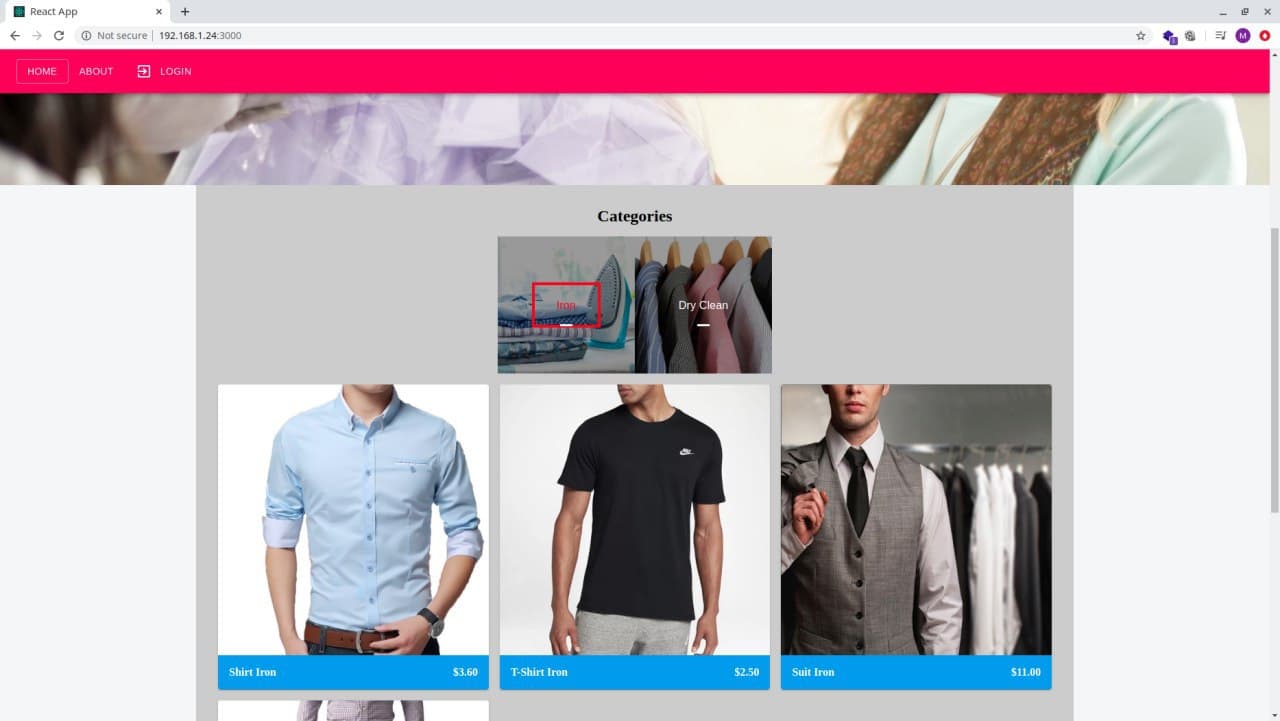 React App
Not secure
192.168.1.24:3000
M
HOME
ABOUT
LOGIN
Categories
Iron
Dry Clean
Shirt Iron
$3.60
T-Shirt Iron
$2.50
Suit Iron
$11.00